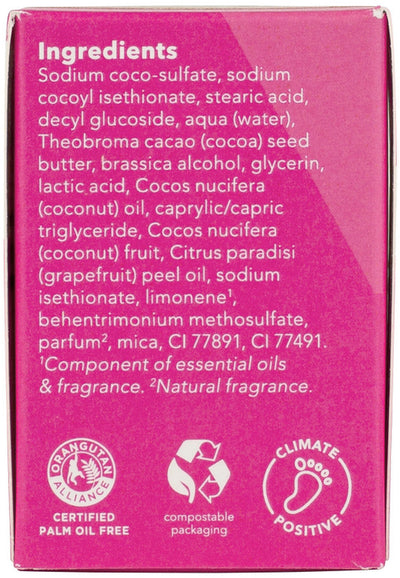 Ingredients
Sodium coco-sulfate, sodium
cocoyl isethionate, stearic acid,
decyl glucoside, aqua (water),
Theobroma cacao (cocoa) seed
butter, brassica alcohol, glycerin,
lactic acid, Cocos nucifera
(coconut) oil, caprylic/capric
triglyceride, Cocos nucifera
(coconut) fruit, Citrus paradisi
(grapefruit) peel oil, sodium
isethionate, limonene¹,
behentrimonium methosulfate,
parfum², mica, CI 77891, CI 77491.
¹Component of essential oils
& fragrance. ²Natural fragrance.
ORANGUTAN
ALLIANCE
CERTIFIED
PALM OIL FREE
compostable
packaging
CLIMATE
POSITIVE